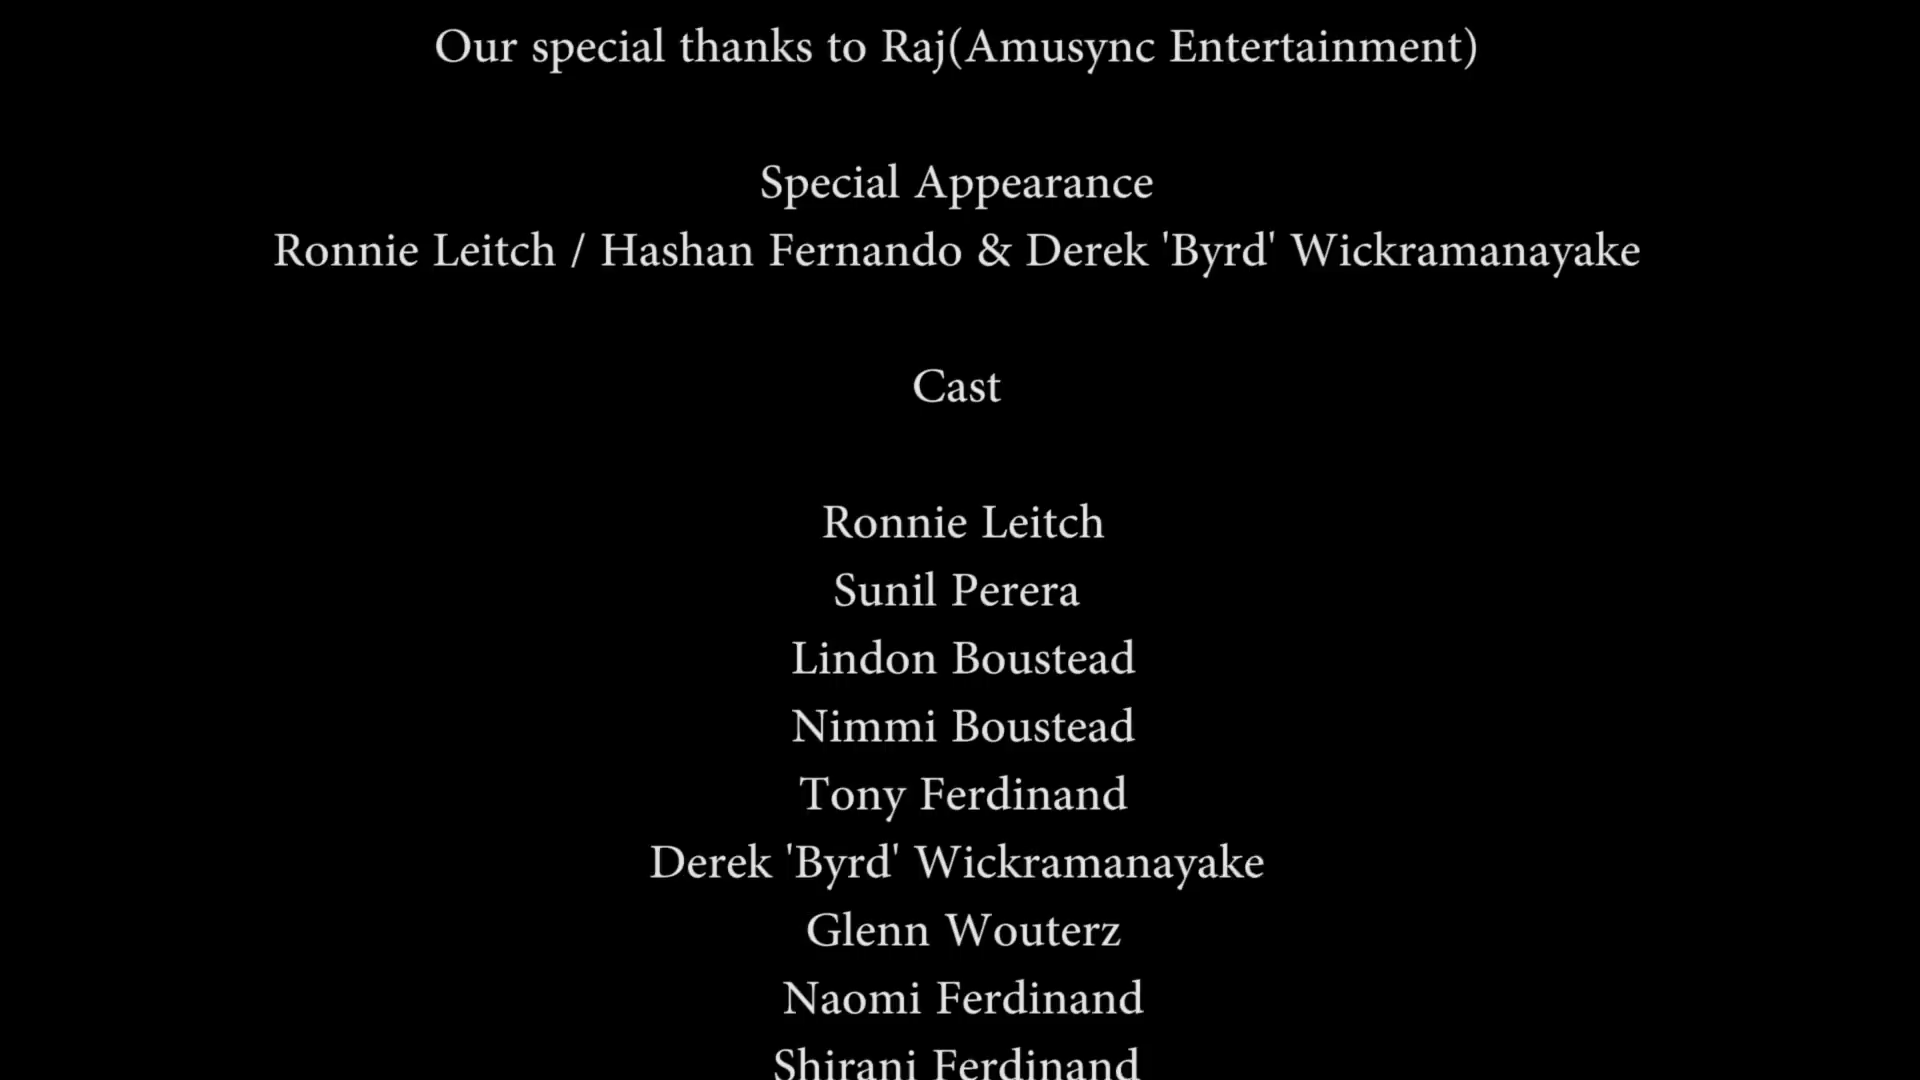 Our special thanks to Raj(Amusync Entertainment)
Special Appearance
Ronnie Leitch / Hashan Fernando & Derek 'Byrd' Wickramanayake
Cast
Ronnie Leitch
Sunil Perera
Lindon Boustead
Nimmi Boustead
Tony Ferdinand
Derek 'Byrd' Wickramanayake
Glenn Wouterz
Naomi Ferdinand
Shirani Ferdinand